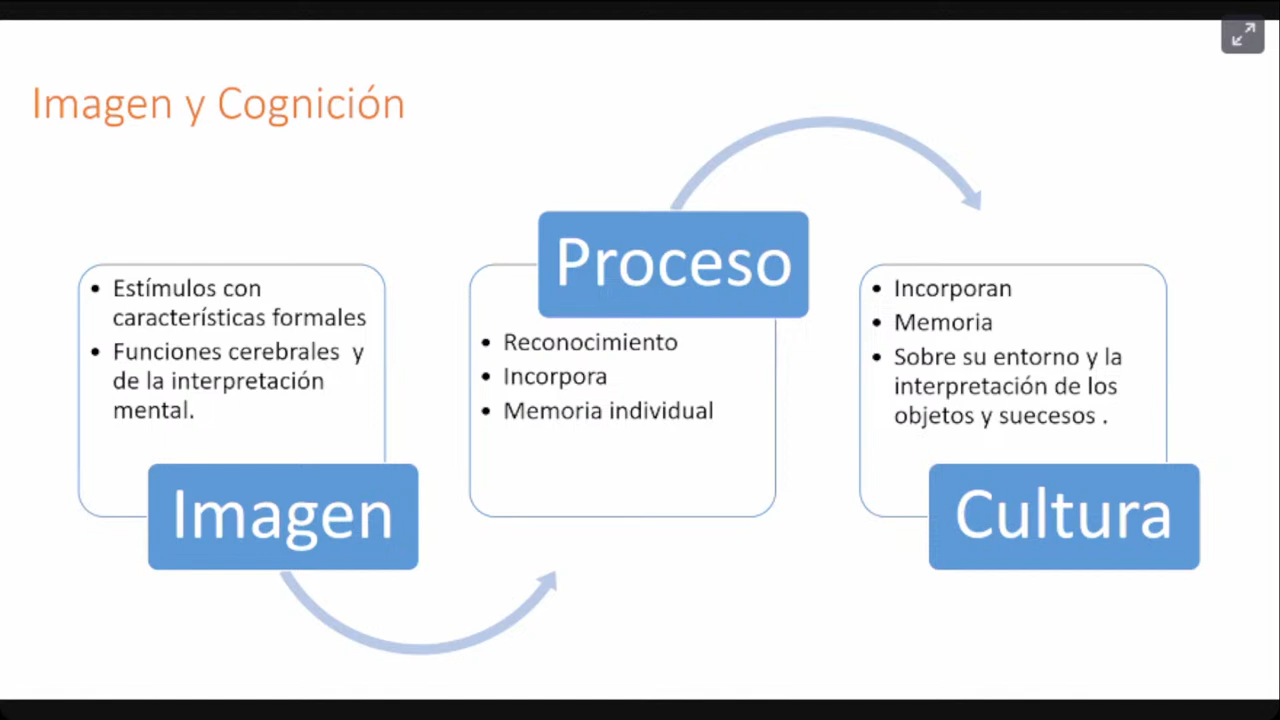 Imagen y Cognición
• Estímulos con
características formales
• Funciones cerebrales y
de la interpretación
mental.
Imagen
Proceso
• Reconocimiento
• Incorpora
• Memoria individual
• Incorporan
• Memoria
• Sobre su entorno y la
interpretación de los
objetos y suecesos .
Cultura